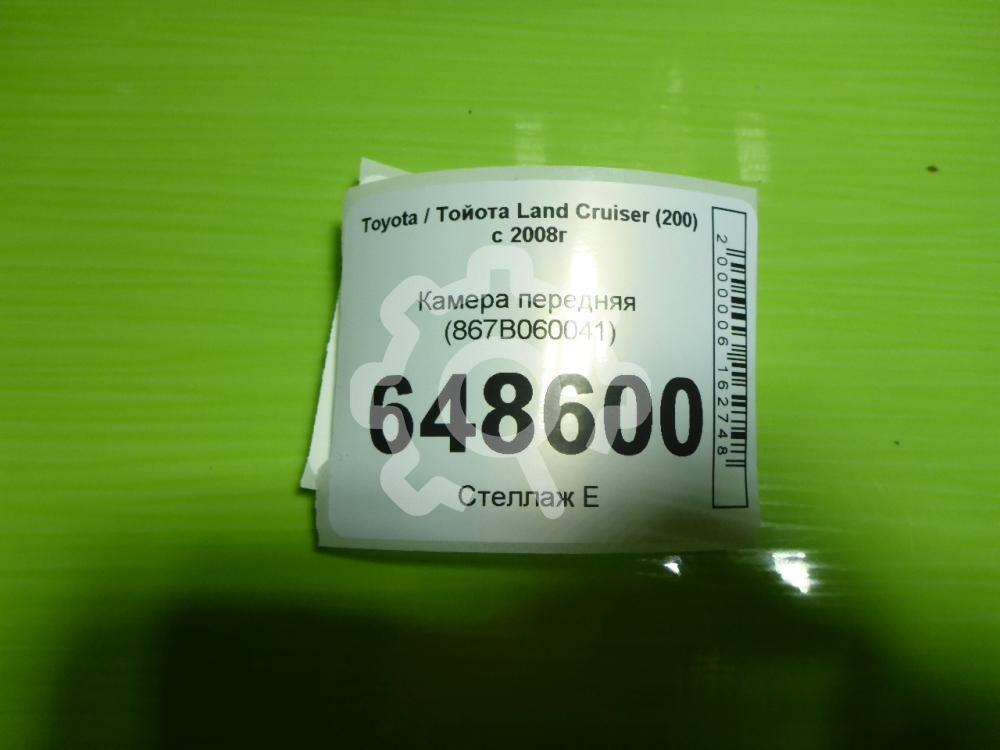 Toyota / Тойота Land Cruiser (200)
с 2008г
Камера передняя
(867B060041)
648600
Стеллаж Е
2000006162748